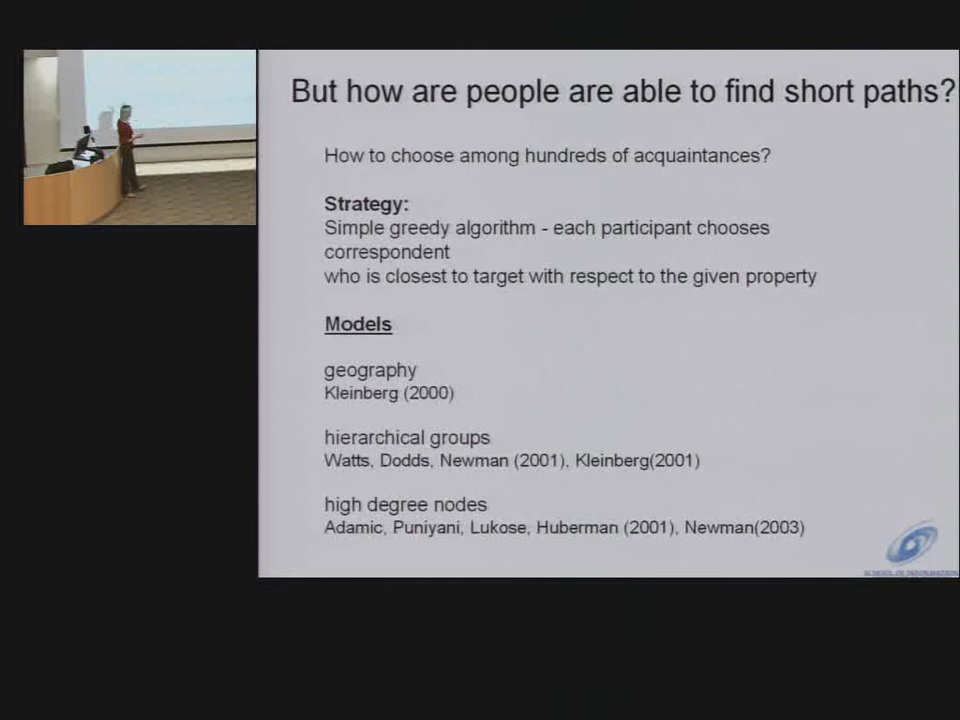 But how are people are able to find short paths?
How to choose among hundreds of acquaintances?
Strategy:
Simple greedy algorithm - each participant chooses
correspondent
who is closest to target with respect to the given property
Models
geography
Kleinberg (2000)
hierarchical groups
Watts, Dodds, Newman (2001), Kleinberg(2001)
high degree nodes
Adamic, Puniyani, Lukose, Huberman (2001), Newman(2003)
SCHOOL OF INFORMATION